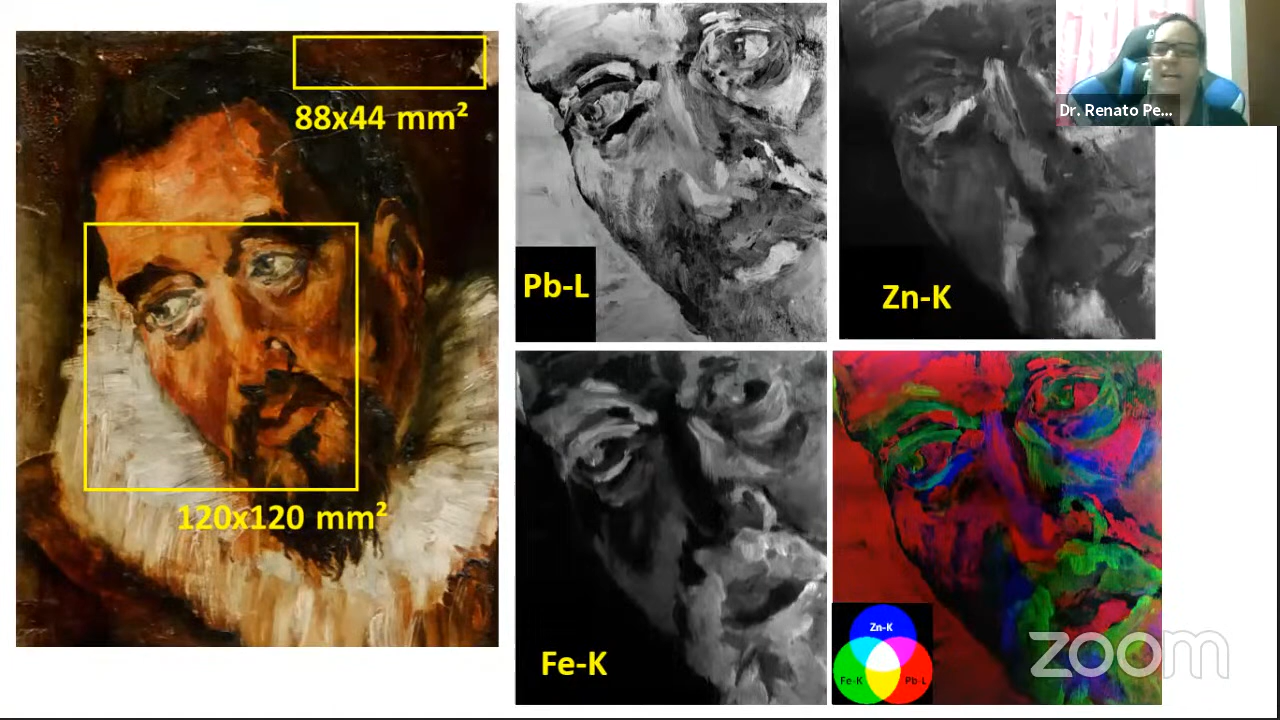 88x44 mm²
120x120 mm²
Pb-L
Zn-K
Dr. Renato Pe...
Fe-K
Zn-K
Fe-K
Pb-L
zoom